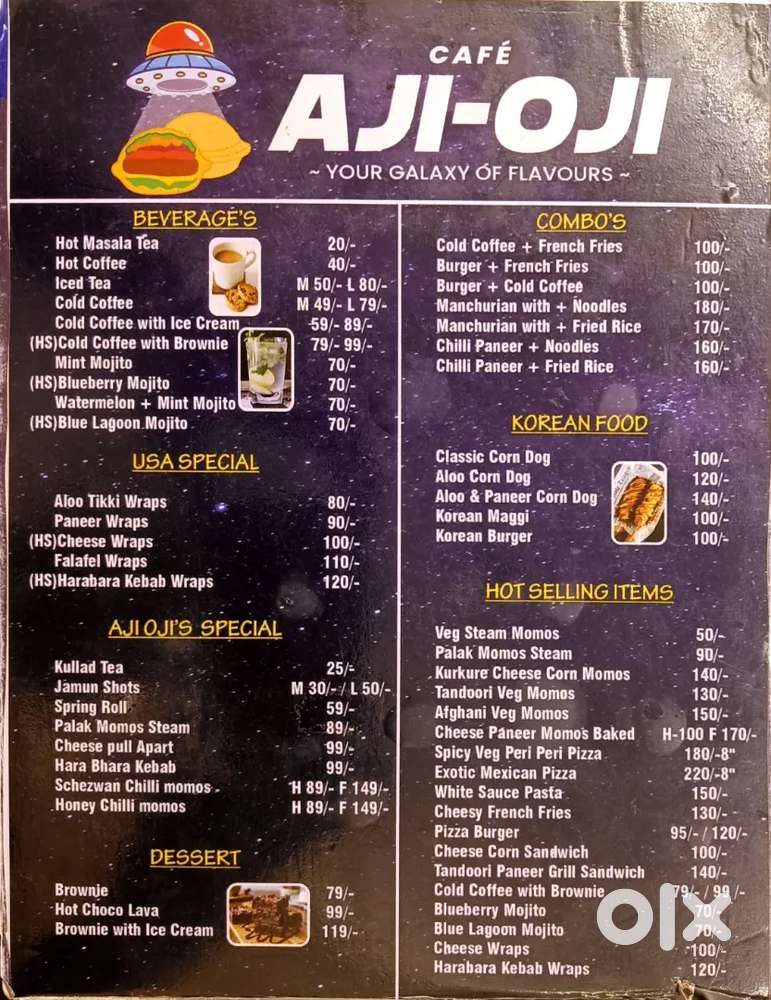 CAFÉ
AJI-OJI
~ YOUR GALAXY OF FLAVOURS ~
BEVERAGE'S
Hot Masala Tea 20/-
Hot Coffee 40/-
Iced Tea M 50/- L 80/-
Cold Coffee M 49/- L 79/-
Cold Coffee with Ice Cream 59/- 89/-
(HS)Cold Coffee with Brownie 79/- 99/-
Mint Mojito 70/-
(HS)Blueberry Mojito 70/-
Watermelon + Mint Mojito 70/-
(HS)Blue Lagoon Mojito 70/-
USA SPECIAL
Aloo Tikki Wraps 80/-
Paneer Wraps 90/-
(HS)Cheese Wraps 100/-
Falafel Wraps 110/-
(HS)Harabara Kebab Wraps 120/-
AJI OJI'S SPECIAL
Kullad Tea 25/-
Jamun Shots M 30/- / L 50/-
Spring Roll 59/-
Palak Momos Steam 89/-
Cheese pull Apart 99/-
Hara Bhara Kebab 99/-
Schezwan Chilli momos H 89/- F 149/-
Honey Chilli momos H 89/- F 149/-
DESSERT
Brownie 79/-
Hot Choco Lava 99/-
Brownie with Ice Cream 119/-
COMBO'S
Cold Coffee + French Fries 100/-
Burger + French Fries 100/-
Burger + Cold Coffee 100/-
Manchurian with + Noodles 180/-
Manchurian with + Fried Rice 170/-
Chilli Paneer + Noodles 160/-
Chilli Paneer + Fried Rice 160/-
KOREAN FOOD
Classic Corn Dog 100/-
Aloo Corn Dog 120/-
Aloo & Paneer Corn Dog 140/-
Korean Maggi 100/-
Korean Burger 100/-
HOT SELLING ITEMS
Veg Steam Momos 50/-
Palak Momos Steam 90/-
Kurkure Cheese Corn Momos 140/-
Tandoori Veg Momos 130/-
Afghani Veg Momos 150/-
Cheese Paneer Momo's Baked H-100 F 170/-
Spicy Veg Peri Peri Pizza 180/-8"
Exotic Mexican Pizza 220/-8"
White Sauce Pasta 150/-
Cheesy French Fries 130/-
Pizza Burger 95/- / 120/-
Cheese Corn Sandwich 100/-
Tandoori Paneer Grill Sandwich 140/-
Cold Coffee with Brownie 79/- / 99 /-
Blueberry Mojito 70/-
Blue Lagoon Mojito 70/-
Cheese Wraps 100/-
Harabara Kebab Wraps 120/-
olx